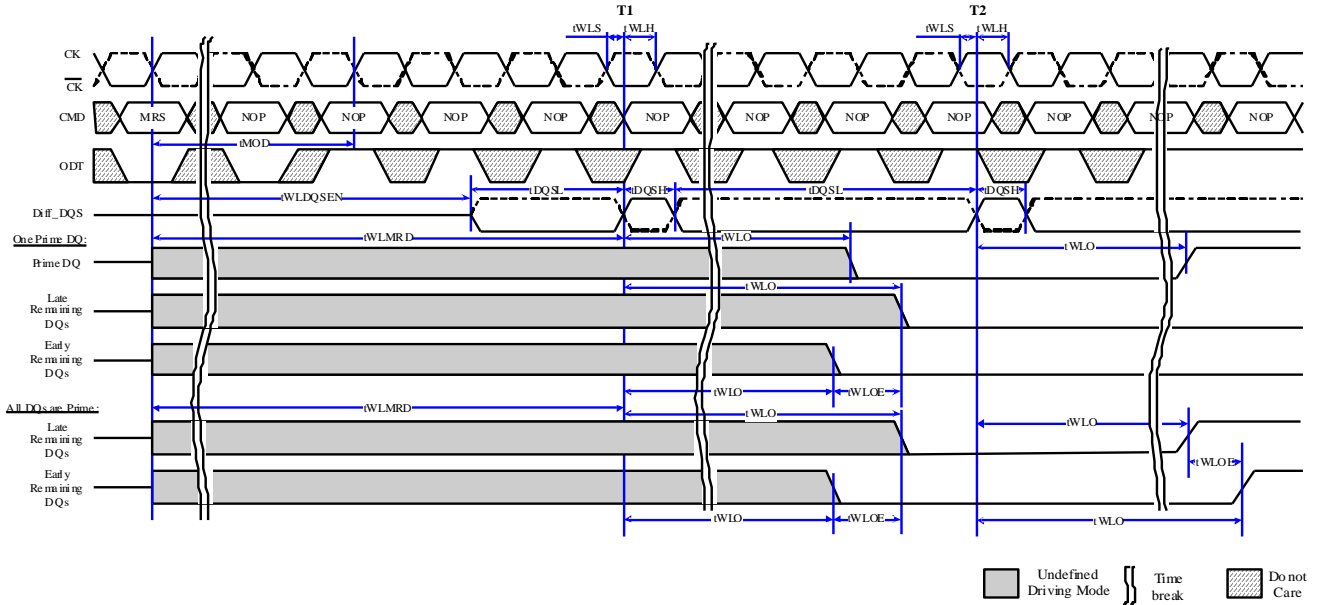 T1 T2
tWLS tWLH tWLS tWLH
CK
CK
CMD MRS NOP NOP NOP NOP NOP NOP NOP NOP NOP NOP NOP
tMOD
ODT
tWLDQSEN tDQSL tDQSH tDQSL tDQSH
Diff_DQS
One Prime DQ:
tWLMRD tWLO tWLO
Prime DQ
tWLO
Late
Remaining
DQs
Early
Remaining
DQs
tWLO tWLOE
All DQs are Prime:
tWLMRD tWLO tWLO
Late
Remaining
DQs
tWLOE
Early
Remaining
DQs
tWLO tWLOE tWLO
Undefined
Driving Mode
Time
break
Do not
Care